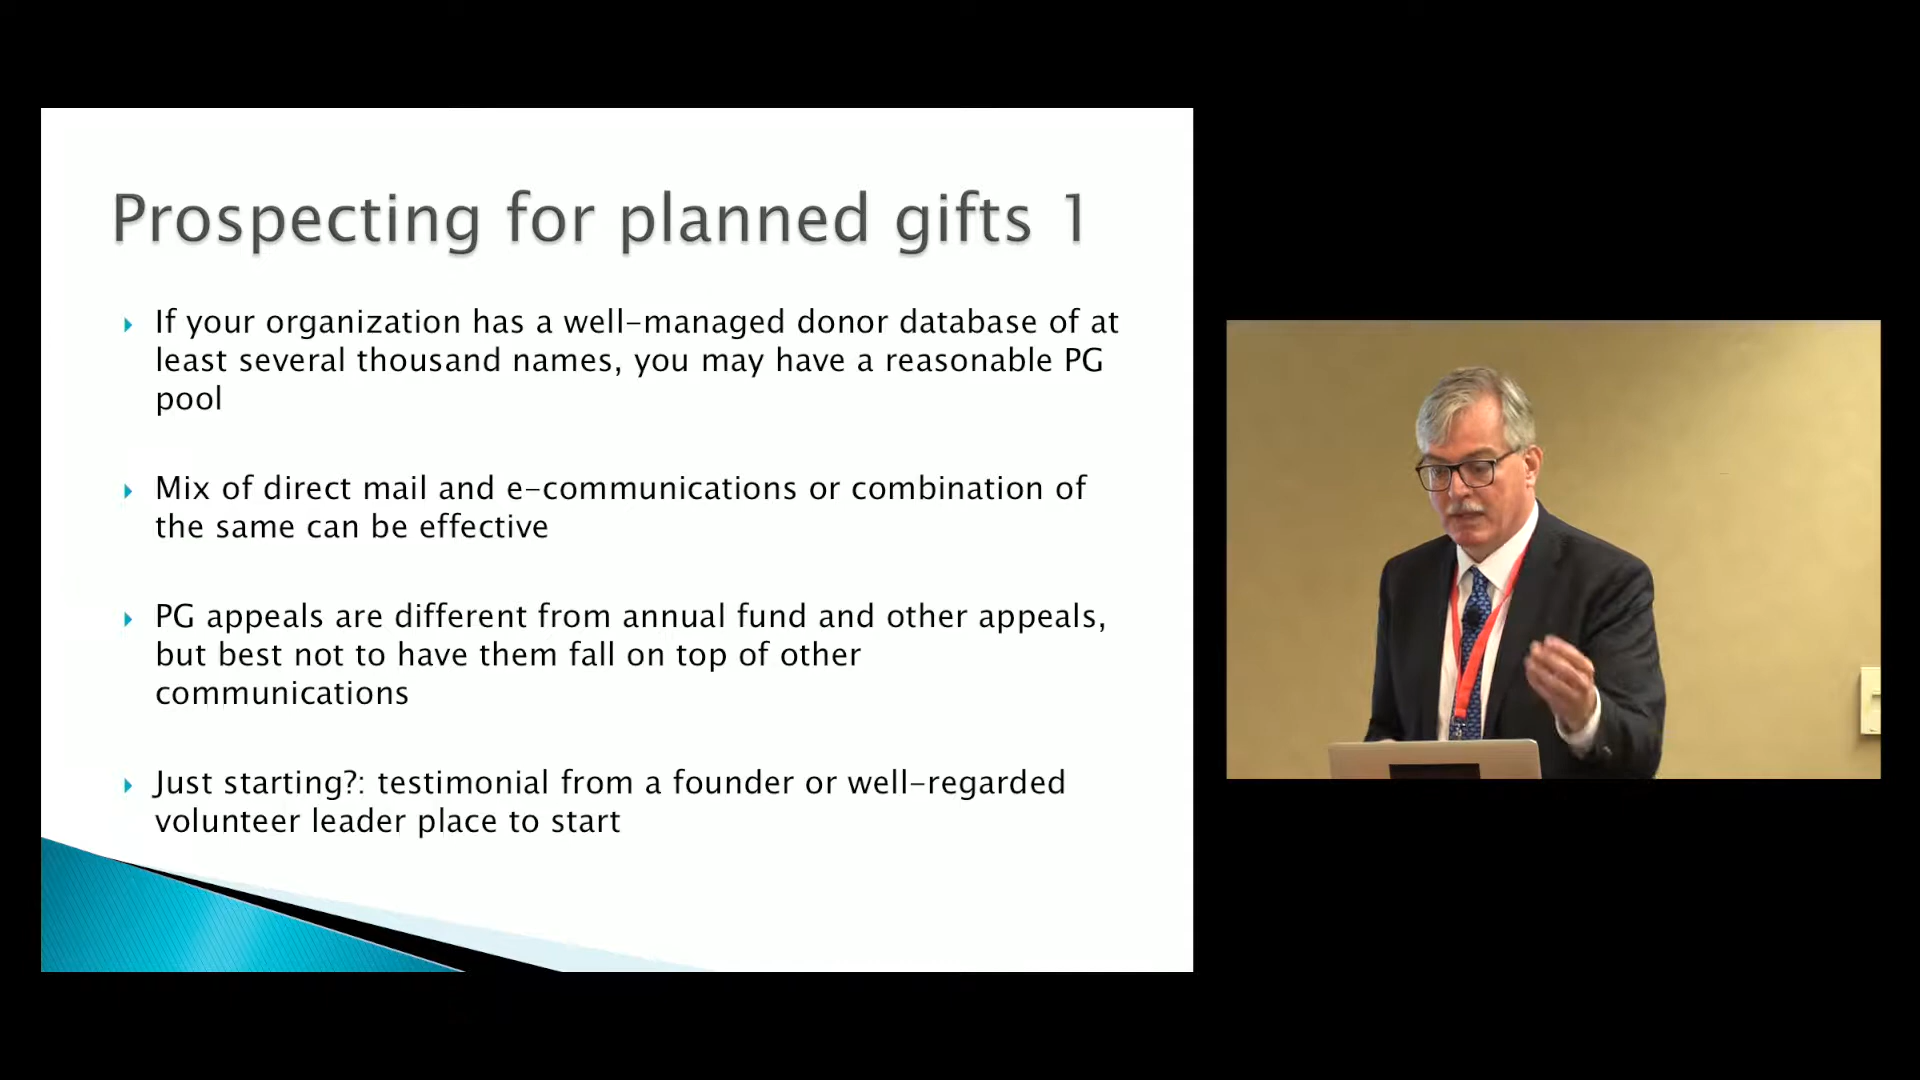 Prospecting for planned gifts 1
If your organization has a well-managed donor database of at
least several thousand names, you may have a reasonable PG
pool
Mix of direct mail and e-communications or combination of
the same can be effective
PG appeals are different from annual fund and other appeals,
but best not to have them fall on top of other
communications
Just starting?: testimonial from a founder or well-regarded
volunteer leader place to start